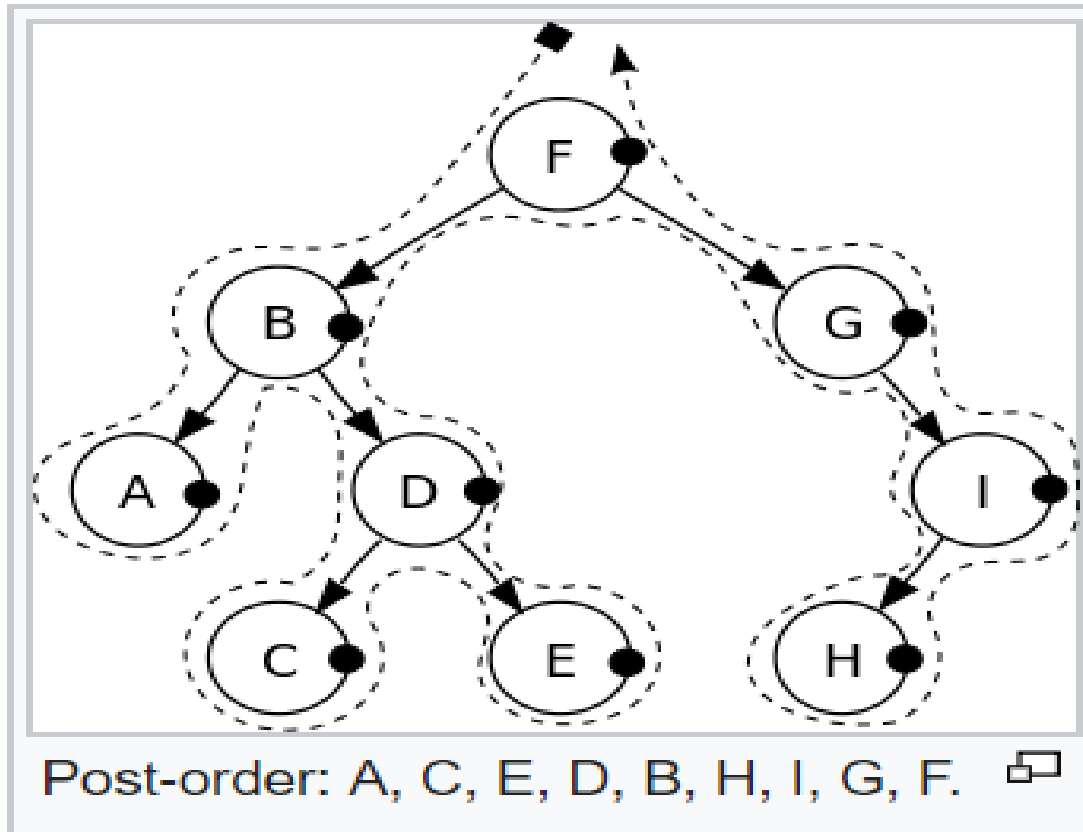 F
B
G
A
D
I
C
E
H
Post-order: A, C, E, D, B, H, I, G, F.